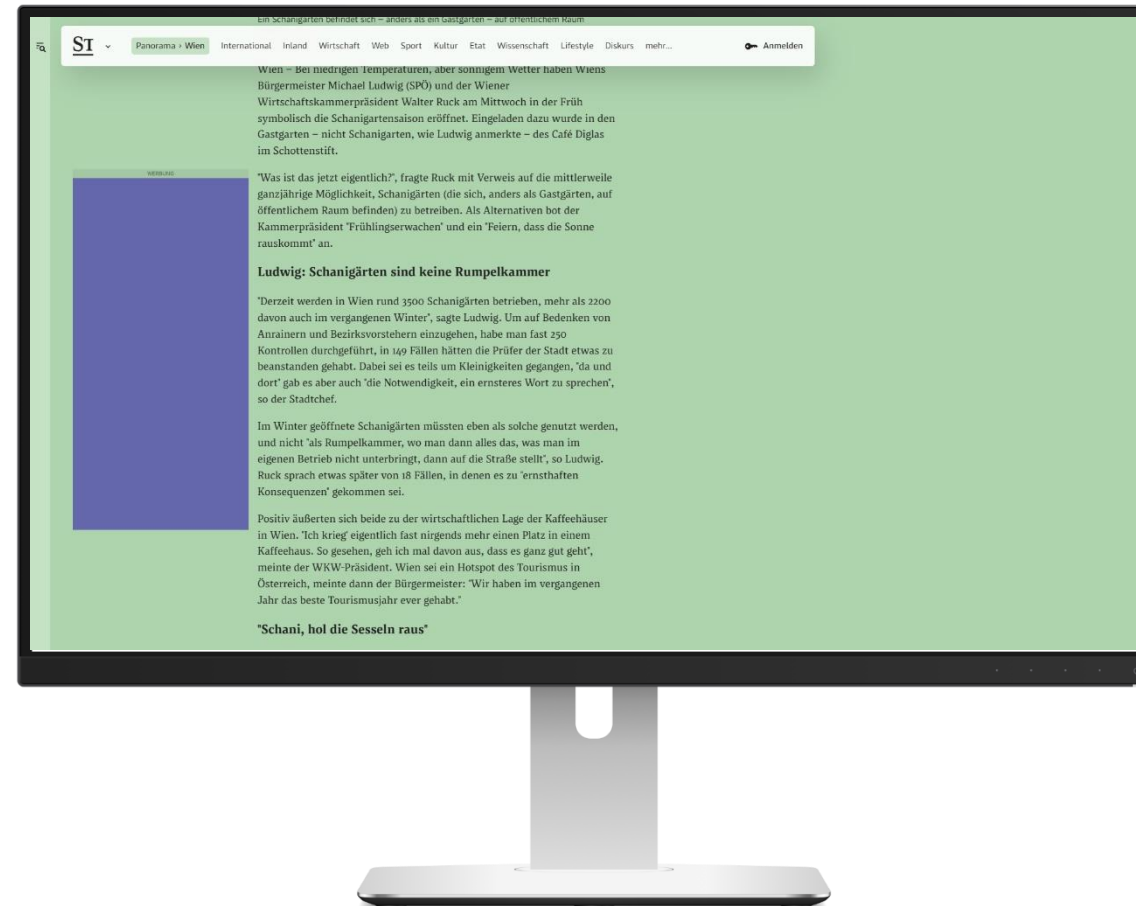 Ein Schanigarten befindet sich – anders als ein Gastgarten – auf öffentlichem Raum
ST Panorama › Wien International Inland Wirtschaft Web Sport Kultur Etat Wissenschaft Lifestyle Diskurs mehr... Anmelden
Wien – Bei niedrigen Temperaturen, aber sonnigem Wetter haben Wiens
Bürgermeister Michael Ludwig (SPÖ) und der Wiener
Wirtschaftskammerpräsident Walter Ruck am Mittwoch in der Früh
symbolisch die Schanigartensaison eröffnet. Eingeladen dazu wurde in den
Gastgarten – nicht Schanigarten, wie Ludwig anmerkte – des Café Diglas
im Schottenstift.
WERBUNG
"Was ist das jetzt eigentlich?", fragte Ruck mit Verweis auf die mittlerweile
ganzjährige Möglichkeit, Schanigärten (die sich, anders als Gastgärten, auf
öffentlichem Raum befinden) zu betreiben. Als Alternativen bot der
Kammerpräsident "Frühlingserwachen" und ein "Feiern, dass die Sonne
rauskommt" an.
Ludwig: Schanigärten sind keine Rumpelkammer
"Derzeit werden in Wien rund 3500 Schanigärten betrieben, mehr als 2200
davon auch im vergangenen Winter", sagte Ludwig. Um auf Bedenken von
Anrainern und Bezirksvorstehern einzugehen, habe man fast 250
Kontrollen durchgeführt, in 149 Fällen hätten die Prüfer der Stadt etwas zu
beanstanden gehabt. Dabei sei es teils um Kleinigkeiten gegangen, "da und
dort" gab es aber auch "die Notwendigkeit, ein ernsteres Wort zu sprechen",
so der Stadtchef.
Im Winter geöffnete Schanigärten müssten eben als solche genutzt werden,
und nicht "als Rumpelkammer, wo man dann alles das, was man im
eigenen Betrieb nicht unterbringt, dann auf die Straße stellt", so Ludwig.
Ruck sprach etwas später von 18 Fällen, in denen es zu "ernsthaften
Konsequenzen" gekommen sei.
Positiv äußerten sich beide zu der wirtschaftlichen Lage der Kaffeehäuser
in Wien. "Ich krieg' eigentlich fast nirgends mehr einen Platz in einem
Kaffeehaus. So gesehen, geh ich mal davon aus, dass es ganz gut geht",
meinte der WKW-Präsident. Wien sei ein Hotspot des Tourismus in
Österreich, meinte dann der Bürgermeister: "Wir haben im vergangenen
Jahr das beste Tourismusjahr ever gehabt."
"Schani, hol die Sesseln raus"